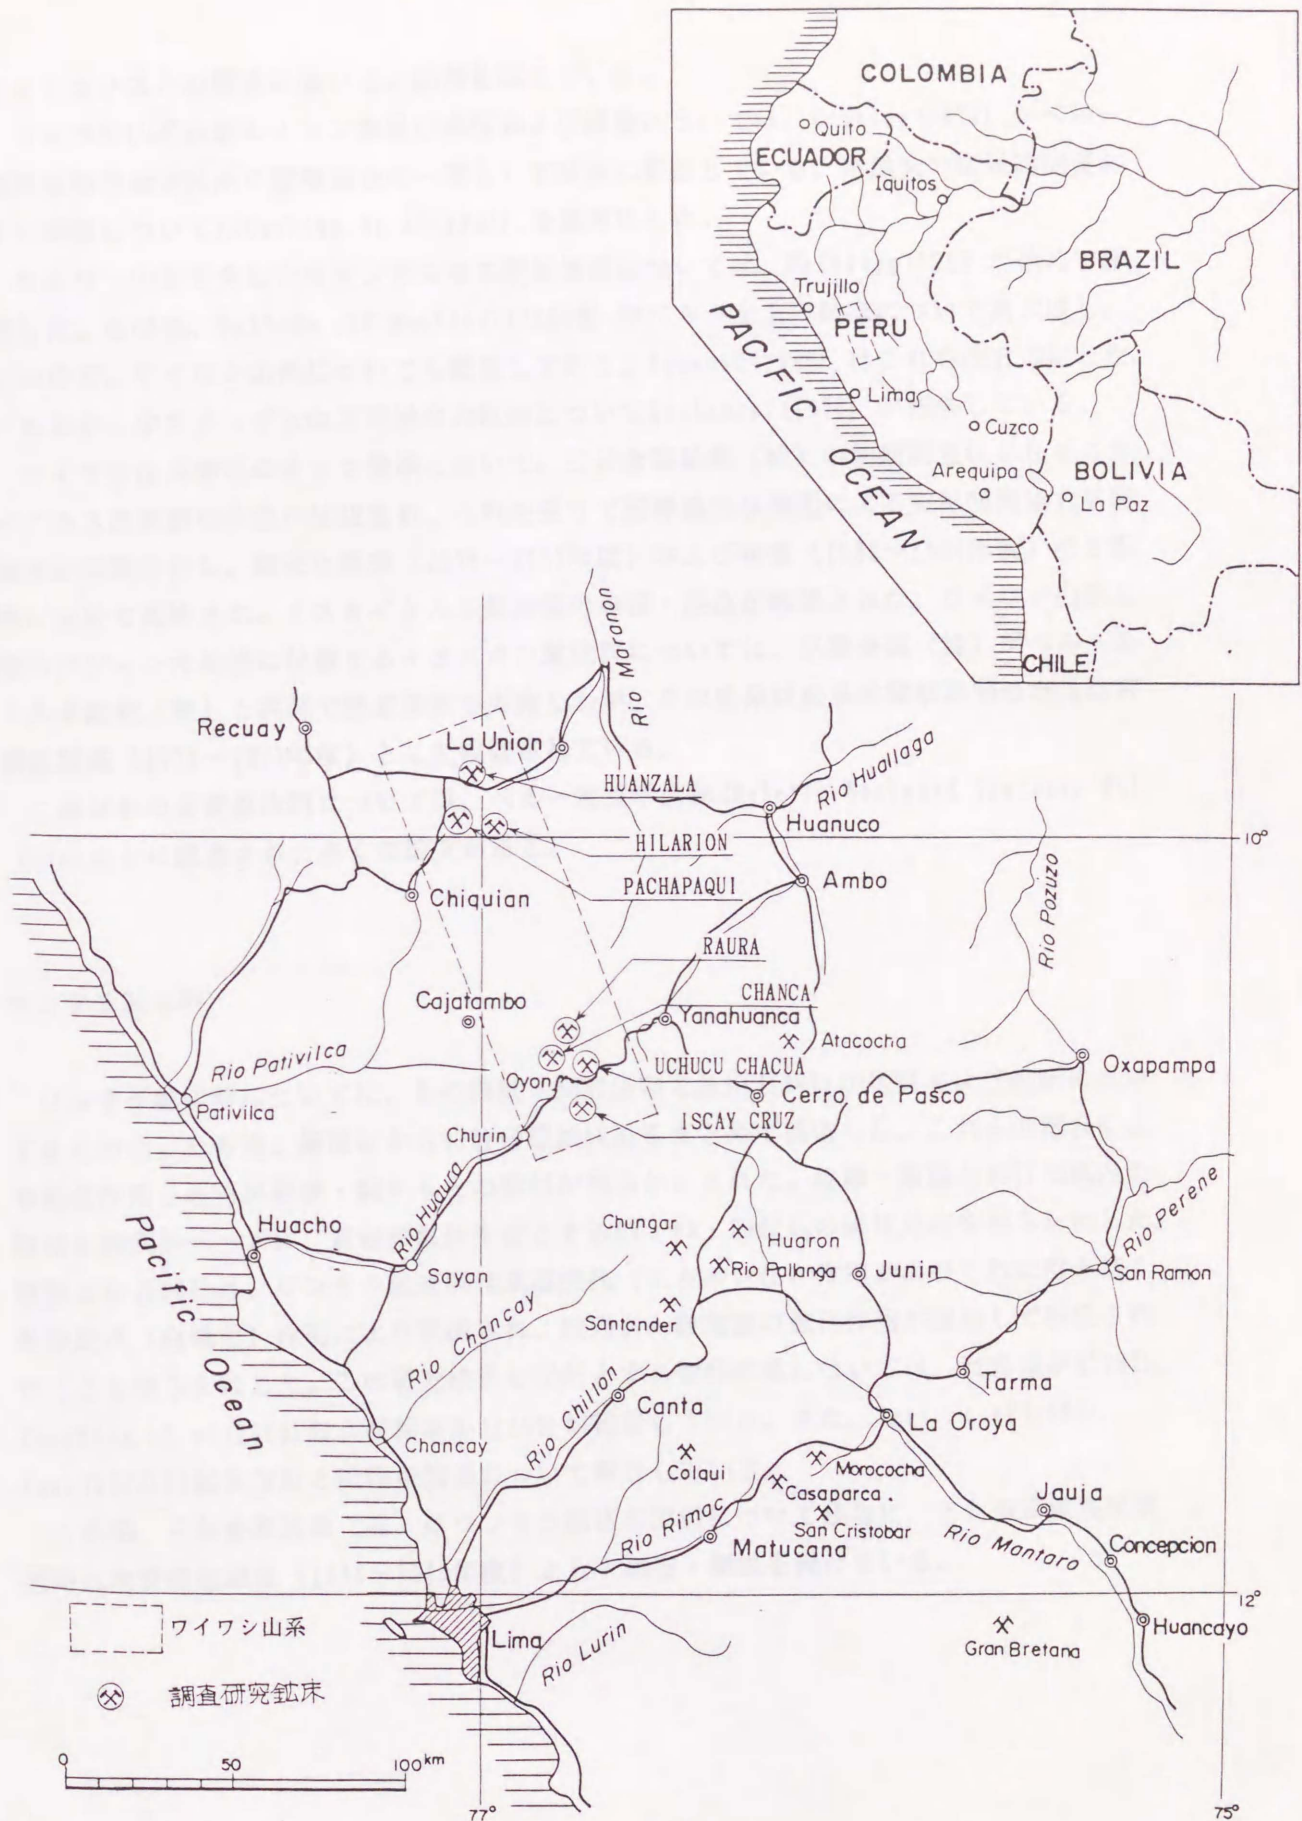 COLOMBIA
Quito
ECUADOR
Iquitos
BRAZIL
Trujillo
PERU
PACIFIC OCEAN
Lima
Cuzco
Arequipa
BOLIVIA
La Paz
CHILE
Rio Maranon
Recuay
La Union
HUANZALA
Rio Huallaga
Huanuco
10°
HILARION
PACHAPAQUI
Ambo
Chiquian
Rio Pozuzo
RAURA
CHANCA
Cajatambo
Yanahuanca
Atacocha
Rio Pativilca
Oyon
UCHUCU CHACUA
Oxapampa
Pativilca
Cerro de Pasco
ISCAY CRUZ
Churin
Rio Huaura
Rio Perene
Pacific Ocean
Huacho
Chungar
Huaron
Sayan
Rio Pallanga
Junin
San Ramon
Rio Chancay
Santander
Tarma
Rio Chillon
Canta
La Oroya
Chancay
Colqui
Morococha
Casaparca
Jauja
San Cristobar
Rio Rimac
Matucana
Rio Mantaro
Concepcion
12°
ワイワシ山系
Lima
Rio Lurin
Gran Bretana
Huancayo
調査研究鉱床
0 50 100km
77° 75°